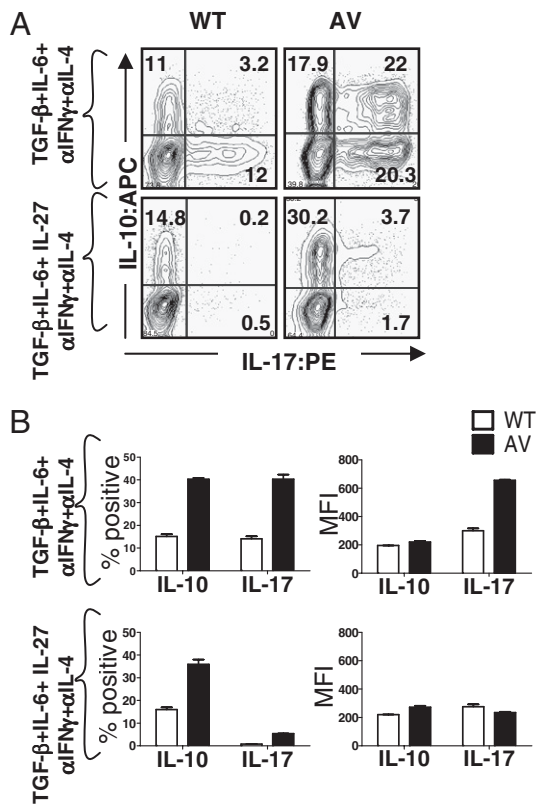 A
WT AV
TGF-β+IL-6+
αIFNγ+αIL-4
11 3.2 17.9 22
12 39.8 20.3
TGF-β+IL-6+ IL-27
αIFNγ+αIL-4
14.8 0.2 30.2 3.7
0.5 1.7
IL-10:APC
IL-17:PE
B
WT
AV
TGF-β+IL-6+
αIFNγ+αIL-4
% positive
50
40
30
20
10
0
IL-10 IL-17
MFI
800
600
400
200
0
IL-10 IL-17
TGF-β+IL-6+ IL-27
αIFNγ+αIL-4
% positive
50
40
30
20
10
0
IL-10 IL-17
MFI
800
600
400
200
0
IL-10 IL-17